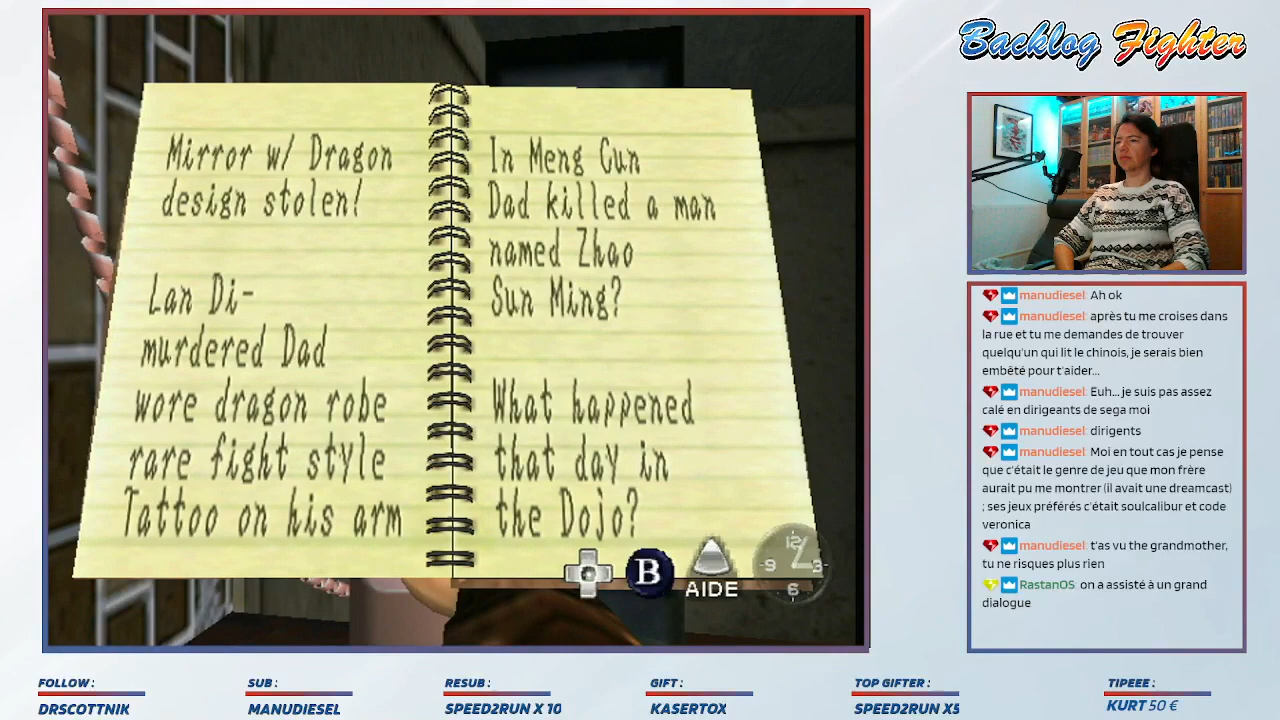 Backlog Fighter
Mirror w/ Dragon
design stolen!
Lan Di-
murdered Dad
wore dragon robe
rare fight style
Tattoo on his arm
In Meng Cun
Dad killed a man
named Zhao
Sun Ming?
What happened
that day in
the Dojo?
B
AIDE
12
9
3
6
manudiesel: Ah ok
manudiesel: après tu me croises dans
la rue et tu me demandes de trouver
quelqu'un qui lit le chinois, je serais bien
embêté pour t'aider...
manudiesel: Euh... je suis pas assez
calé en dirigeants de sega moi
manudiesel: dirigents
manudiesel: Moi en tout cas je pense
que c'était le genre de jeu que mon frère
aurait pu me montrer (il avait une dreamcast)
; ses jeux préférés c'était soulcalibur et code
veronica
manudiesel: t'as vu the grandmother,
tu ne risques plus rien
RastanOS: on a assisté à un grand
dialogue
FOLLOW :
DRSCOTTNIK
SUB :
MANUDIESEL
RESUB :
SPEED2RUN X 10
GIFT :
KASERTOX
TOP GIFTER :
SPEED2RUN X5
TIPEEE :
KURT 50 €